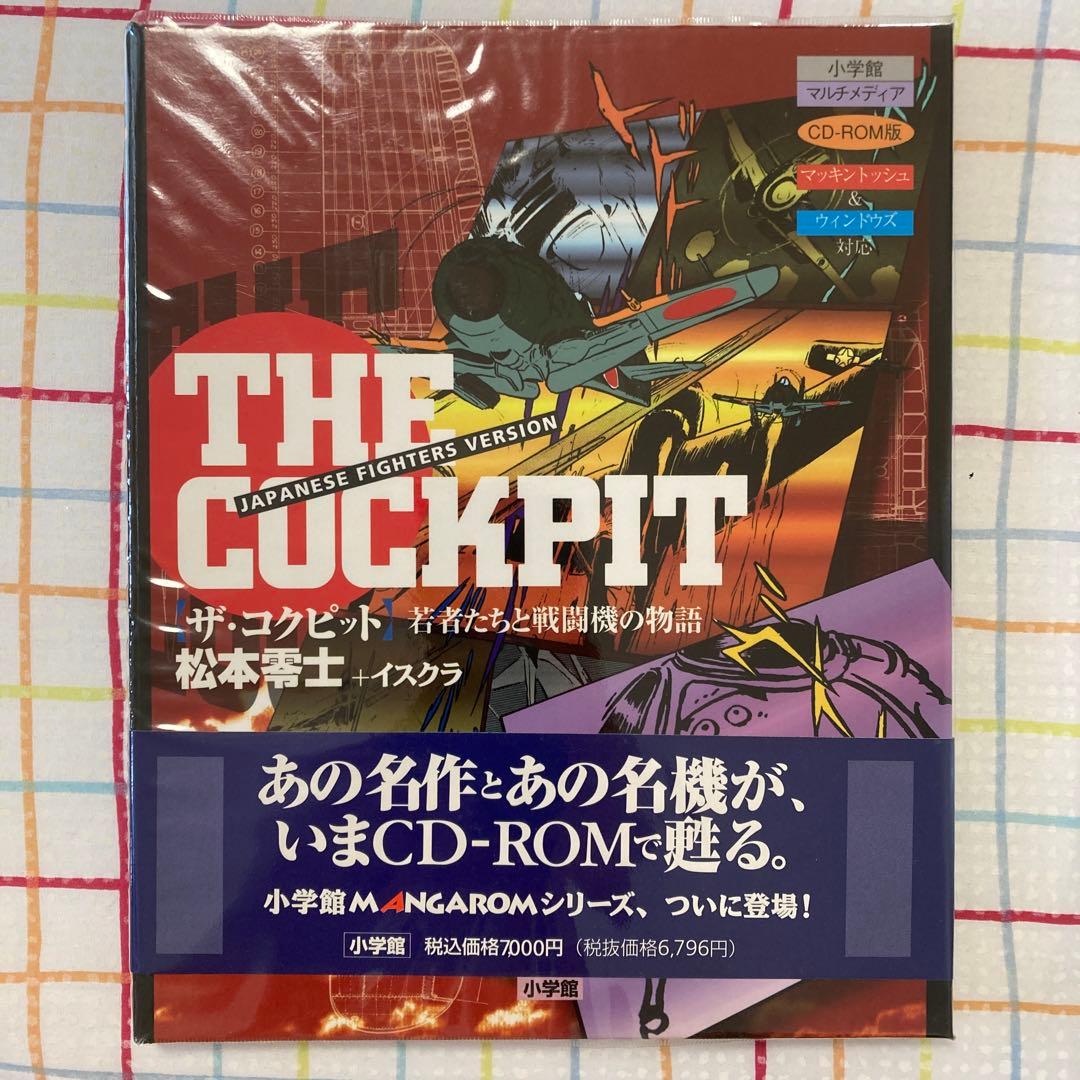 小学館
マルチメディア
CD-ROM版
マッキントッシュ
&
ウィンドウズ
対応
THE
JAPANESE FIGHTERS VERSION
COCKPIT
【ザ・コクピット】 若者たちと戦闘機の物語
松本零士+イスクラ
あの名作とあの名機が、
いまCD-ROMで甦る。
小学館MANGAROMシリーズ、ついに登場!
小学館 税込価格7,000円（税抜価格6,796円）
小学館